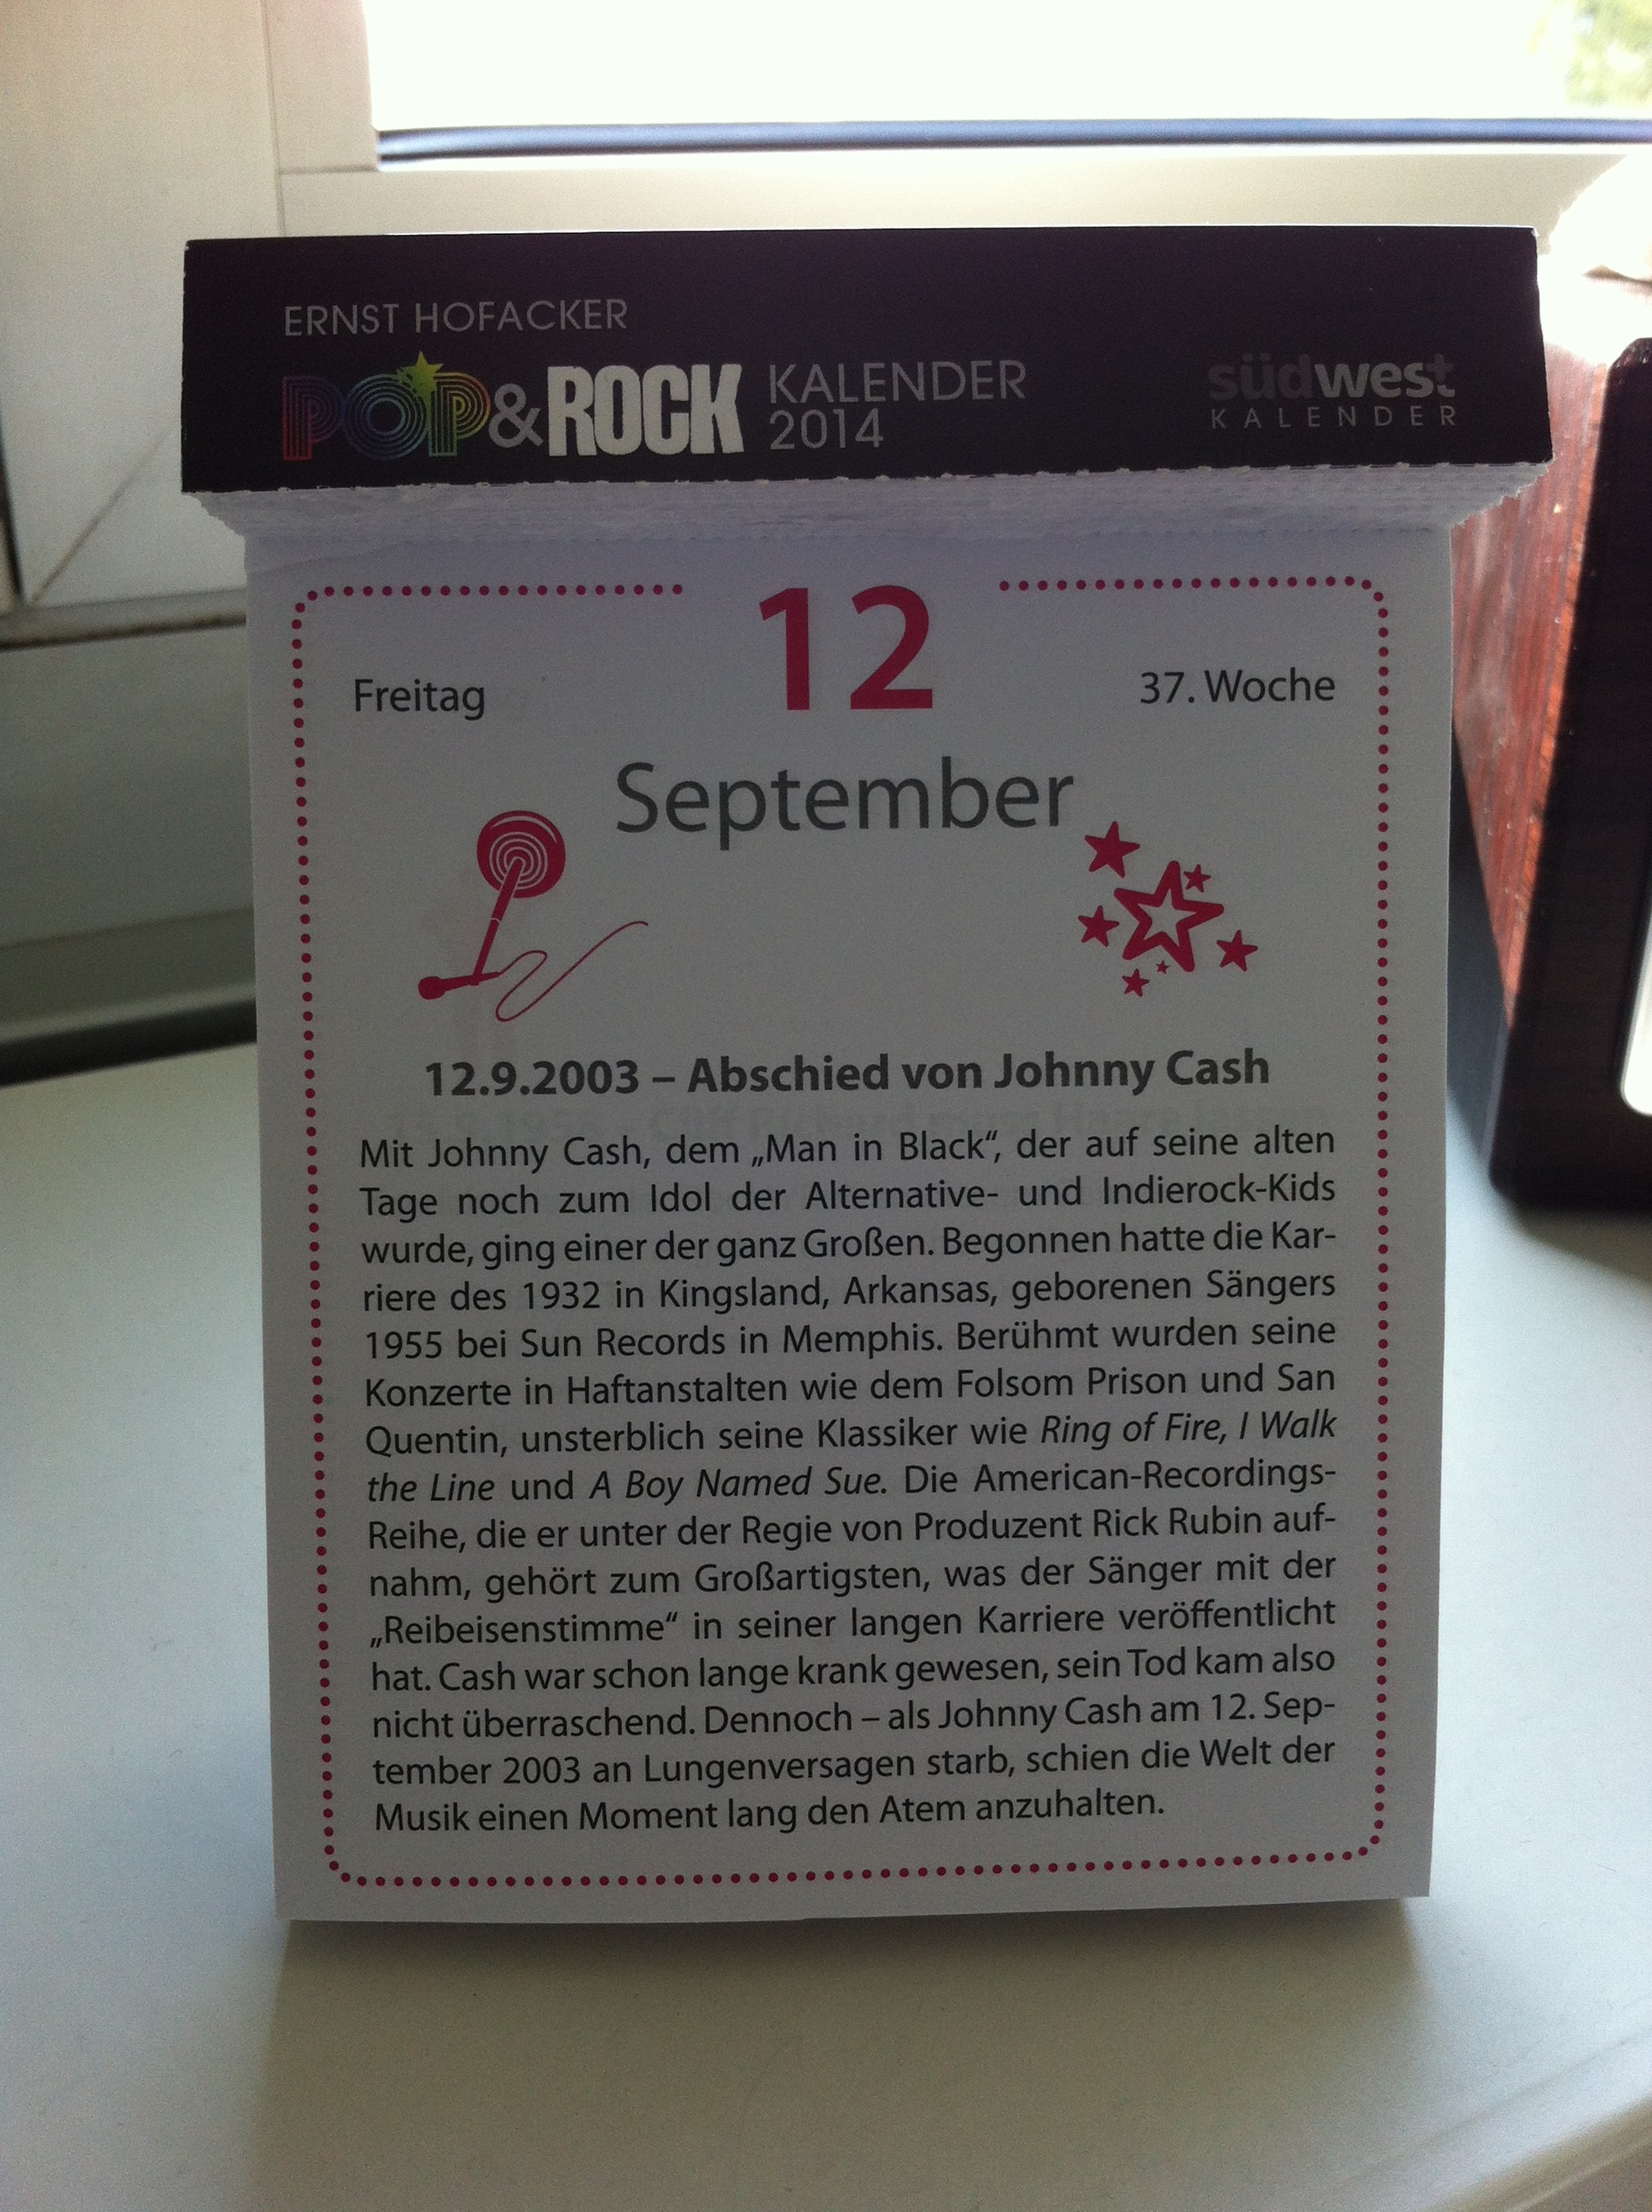 ERNST HOFACKER
POP&ROCK KALENDER 2014
südwest
KALENDER
12
Freitag
37. Woche
September
12.9.2003 – Abschied von Johnny Cash
Mit Johnny Cash, dem „Man in Black“, der auf seine alten
Tage noch zum Idol der Alternative- und Indierock-Kids
wurde, ging einer der ganz Großen. Begonnen hatte die Kar-
riere des 1932 in Kingsland, Arkansas, geborenen Sängers
1955 bei Sun Records in Memphis. Berühmt wurden seine
Konzerte in Haftanstalten wie dem Folsom Prison und San
Quentin, unsterblich seine Klassiker wie Ring of Fire, I Walk
the Line und A Boy Named Sue. Die American-Recordings-
Reihe, die er unter der Regie von Produzent Rick Rubin auf-
nahm, gehört zum Großartigsten, was der Sänger mit der
„Reibeisenstimme“ in seiner langen Karriere veröffentlicht
hat. Cash war schon lange krank gewesen, sein Tod kam also
nicht überraschend. Dennoch – als Johnny Cash am 12. Sep-
tember 2003 an Lungenversagen starb, schien die Welt der
Musik einen Moment lang den Atem anzuhalten.